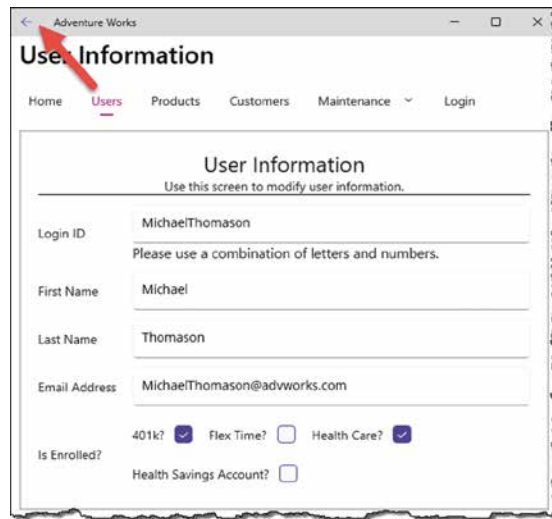 Adventure Works
User Information
Home Users Products Customers Maintenance Login
User Information
Use this screen to modify user information.
Login ID MichaelThomason
Please use a combination of letters and numbers.
First Name Michael
Last Name Thomason
Email Address MichaelThomason@advworks.com
401k? Flex Time? Health Care?
Is Enrolled?
Health Savings Account?